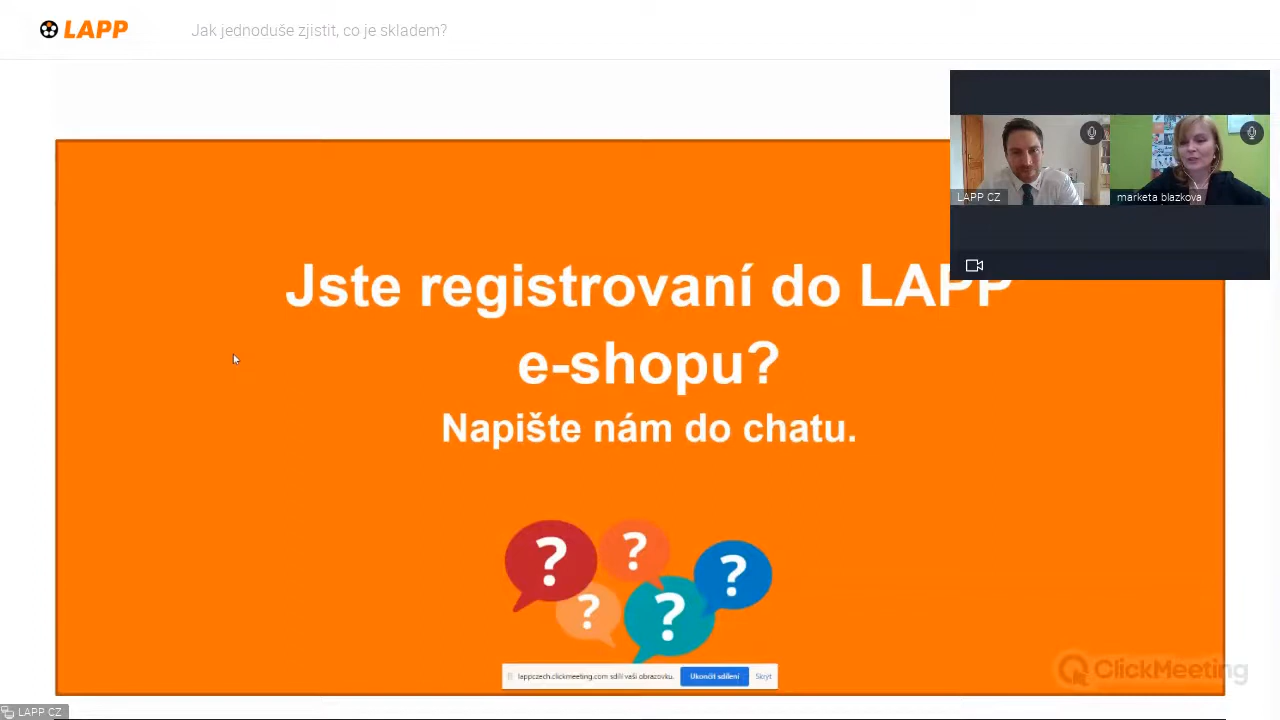 LAPP
Jak jednoduše zjistit, co je skladem?
LAPP CZ
marketa blazkova
Jste registrovaní do LAPP
e-shopu?
Napište nám do chatu.
? ? ? ? ?
lappczech.clickmeeting.com sdílí vaši obrazovku.
Ukončit sdílení
Skrýt
ClickMeeting
LAPP CZ